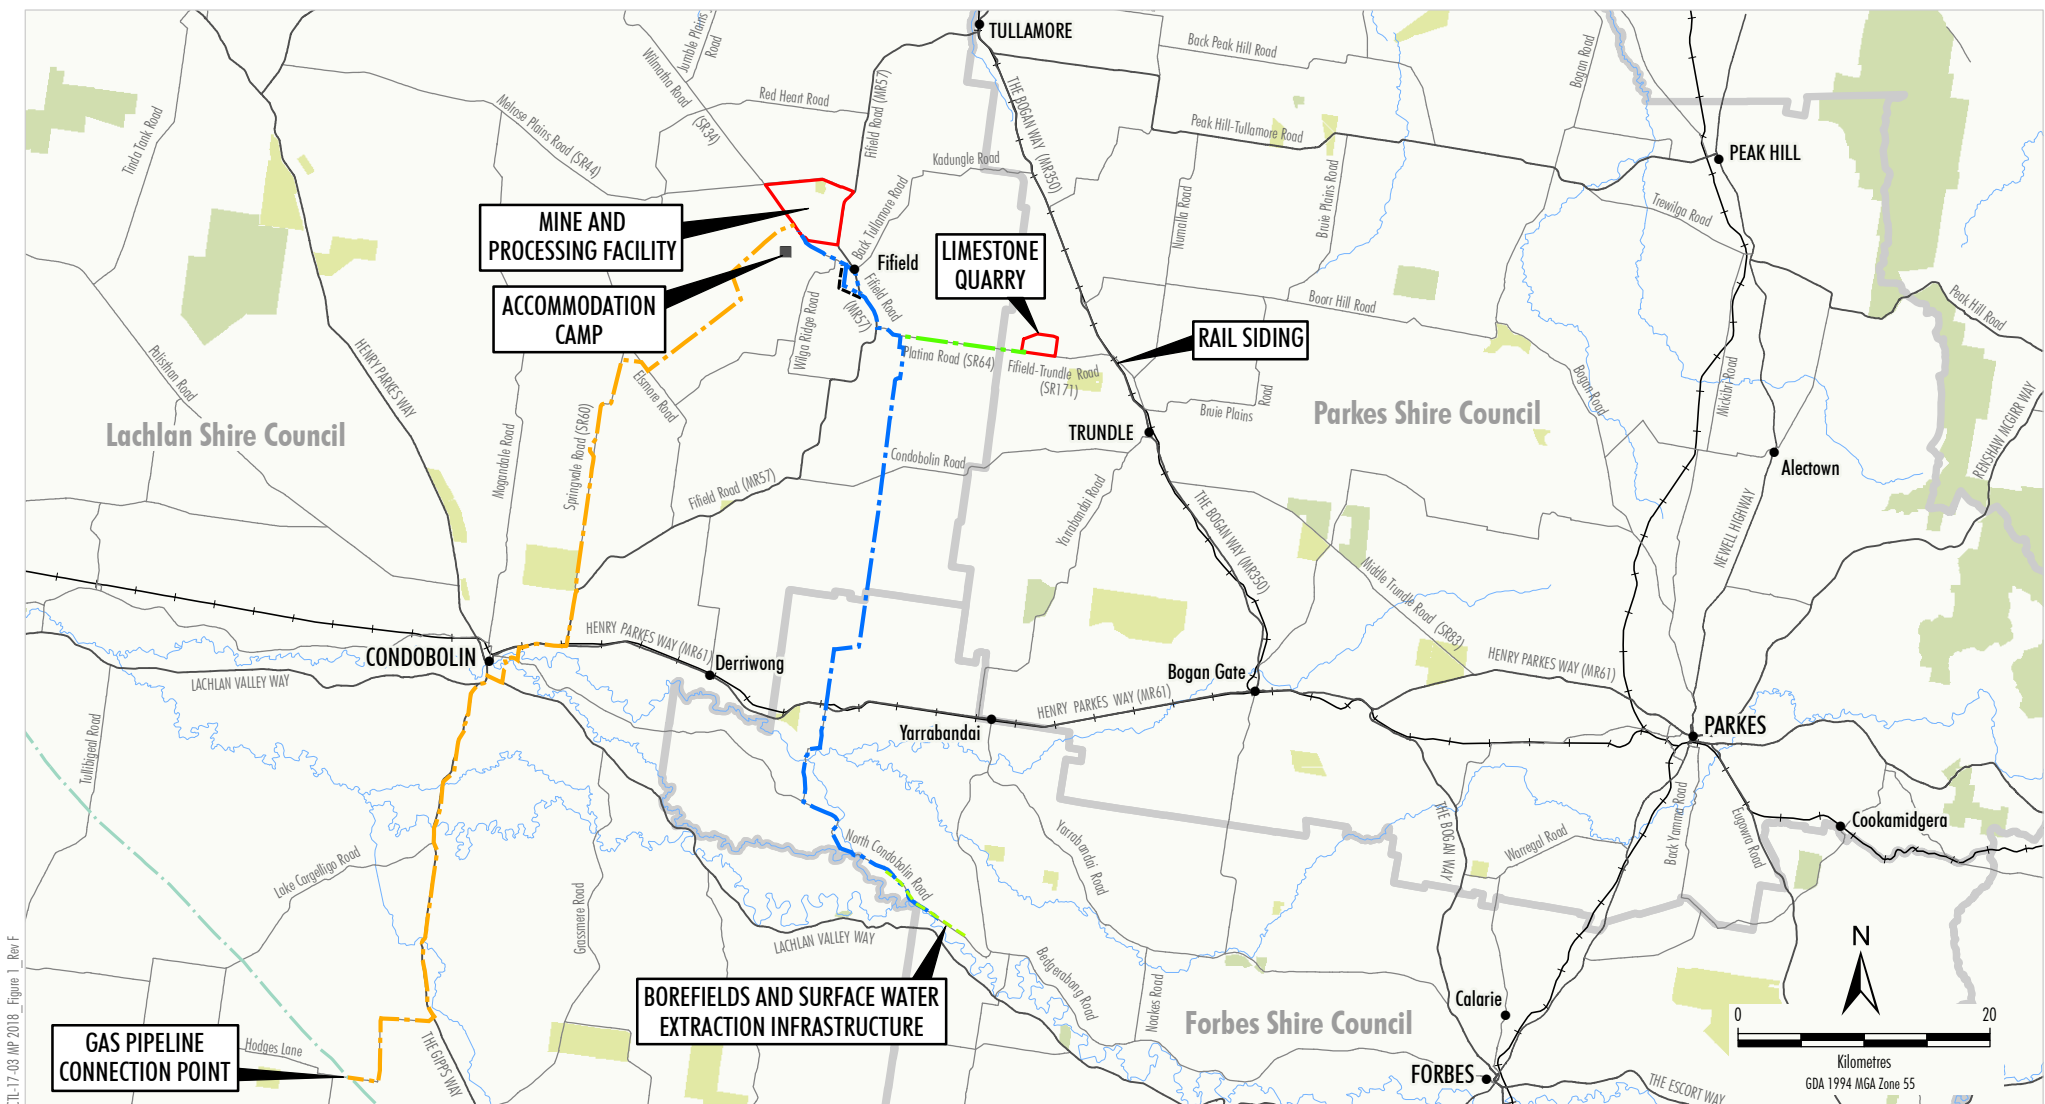 TULLAMORE
Jumble Plains
Road
Wilmatha Road
(SR34)
Back Peak Hill Road
Bogan Road
Red Heart Road
Fifield Road (MR57)
THE BOGAN WAY (MR350)
Melrose Plains Road (SR44)
Tinda Tank Road
Peak Hill-Tullamore Road
PEAK HILL
Kadungle Road
Bruie Plains Road
Numulla Road
Trewilga Road
Back Tullamore Road
MINE AND
PROCESSING FACILITY
LIMESTONE
QUARRY
Fifield
ACCOMMODATION
CAMP
Fifield Road
(MR57)
Wilga Ridge Road
Boorr Hill Road
Peak Hill Road
RAIL SIDING
Platina Road (SR64)
Fifield-Trundle Road
(SR171)
Palisthan Road
HENRY PARKES WAY
Elsmore Road
Bogan Road
Mickibri Road
Bruie Plains
Road
RENSHAW MCGIRR WAY
Lachlan Shire Council
Parkes Shire Council
TRUNDLE
Springvale Road (SR60)
Mogandale Road
Condobolin Road
Fifield Road (MR57)
Alectown
Yarrabandai Road
THE BOGAN WAY (MR350)
NEWELL HIGHWAY
Middle Trundle Road (SR83)
HENRY PARKES WAY (MR61)
CONDOBOLIN
Derriwong
LACHLAN VALLEY WAY
Bogan Gate
HENRY PARKES WAY (MR61)
HENRY PARKES WAY (MR61)
Yarrabandai
PARKES
Tullibigeal Road
North Condobolin Road
Yarrabandai Road
THE BOGAN WAY
Warregal Road
Back Yamma Road
Eugowra Road
Cookamidgera
Lake Cargelligo Road
Grassmere Road
LACHLAN VALLEY WAY
Bedgerabong Road
Noakes Road
BOREFIELDS AND SURFACE WATER
EXTRACTION INFRASTRUCTURE
Calarie
Forbes Shire Council
GAS PIPELINE
CONNECTION POINT
Hodges Lane
THE GIPPS WAY
FORBES
THE ESCORT WAY
N
0 20
Kilometres
GDA 1994 MGA Zone 55
CTL-17-03 MP 2018_Figure 1_Rev F